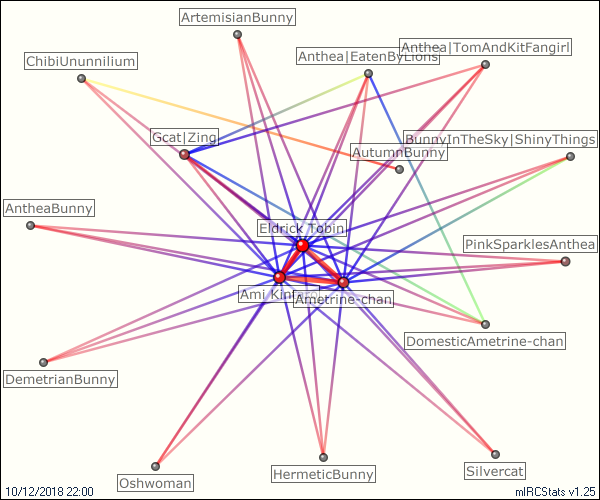 ArtemisianBunny
Anthea|EatenByLions
Anthea|TomAndKitFangirl
ChibiUnunnilium
Gcat|Zing
BunnyInTheSky|ShinyThings
AutumnBunny
AntheaBunny
Eldrick Tobin
PinkSparklesAnthea
Ami
Ametrine-chan
DomesticAmetrine-chan
DemetrianBunny
Oshwoman
HermeticBunny
Silvercat
10/12/2018 22:00
mIRCStats v1.25